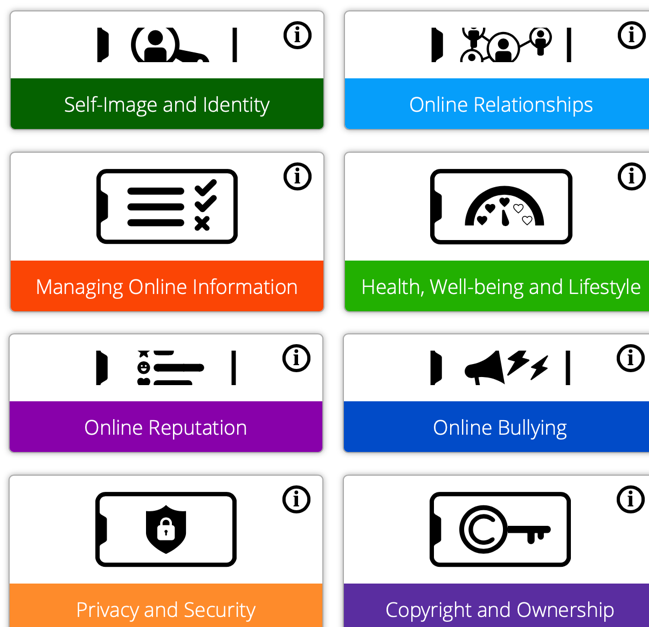 Self-Image and Identity
Online Relationships
Managing Online Information
Health, Well-being and Lifestyle
Online Reputation
Online Bullying
Privacy and Security
Copyright and Ownership